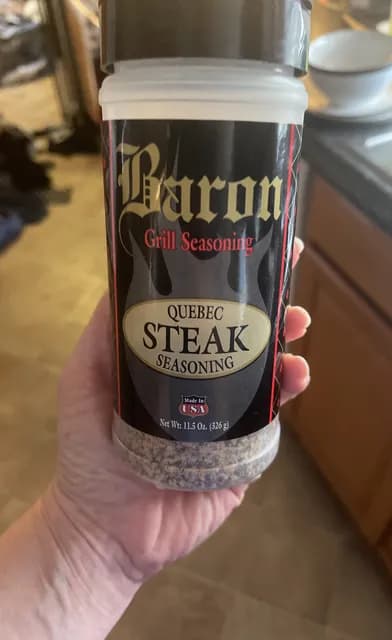 Baron
Grill Seasoning
QUEBEC
STEAK
SEASONING
Made In
USA
Net Wt: 11.5 Oz. (326 g)